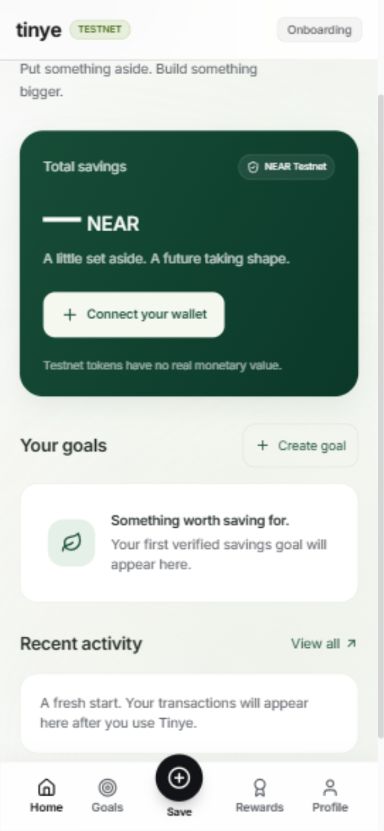 tinye TESTNET Onboarding
Put something aside. Build something
bigger.
Total savings NEAR Testnet
— NEAR
A little set aside. A future taking shape.
+ Connect your wallet
Testnet tokens have no real monetary value.
Your goals + Create goal
Something worth saving for.
Your first verified savings goal will
appear here.
Recent activity View all ↗
A fresh start. Your transactions will appear
here after you use Tinye.
Home Goals Save Rewards Profile